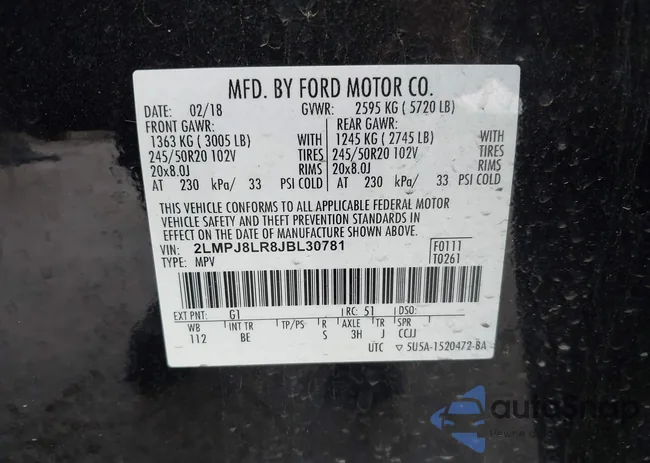 MFD. BY FORD MOTOR CO.
DATE: 02/18 GVWR: 2595 KG ( 5720 LB)
FRONT GAWR: REAR GAWR:
1363 KG ( 3005 LB) WITH 1245 KG ( 2745 LB) WITH
245/50R20 102V TIRES 245/50R20 102V TIRES
20x8.0J RIMS 20x8.0J RIMS
AT 230 kPa/ 33 PSI COLD AT 230 kPa/ 33 PSI COLD
THIS VEHICLE CONFORMS TO ALL APPLICABLE FEDERAL MOTOR
VEHICLE SAFETY AND THEFT PREVENTION STANDARDS IN
EFFECT ON THE DATE OF MANUFACTURE SHOWN ABOVE.
VIN: 2LMPJ8LR8JBL30781 F0111
TYPE: MPV T0261
EXT PNT: G1 RC: 51 DSO:
WB INT TR TP/PS R AXLE TR SPR
112 BE S 3H J CCJJ
UTC ▽ 5U5A-1520472-BA
autoSnap